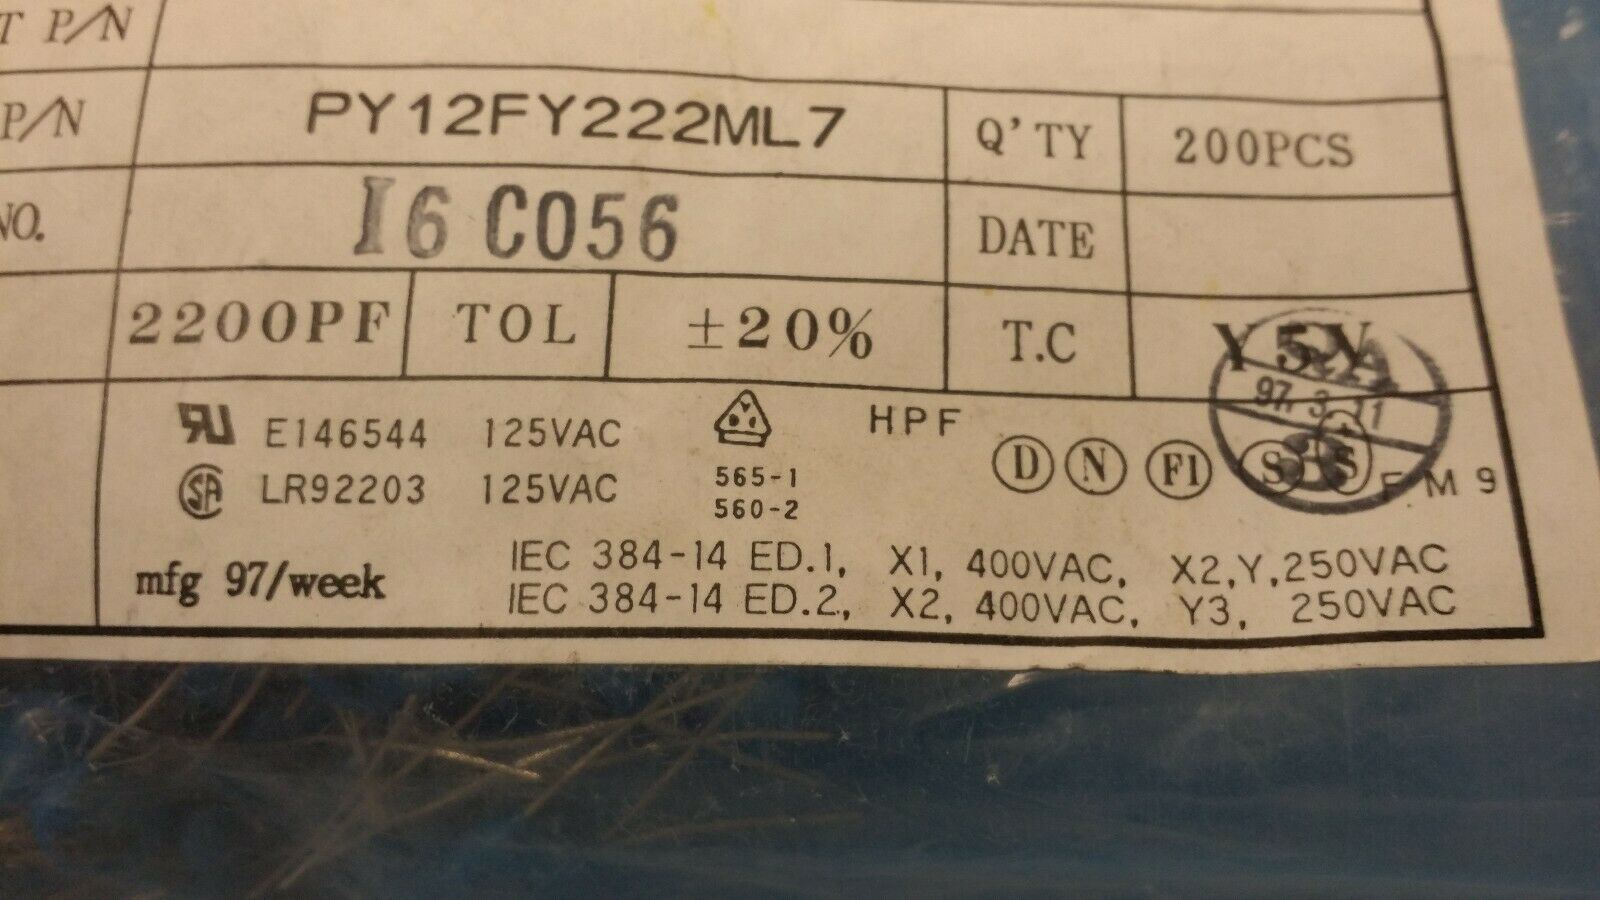 T P/N
P/N PY12FY222ML7 Q'TY 200PCS
NO. I6 C056 DATE
2200PF TOL ±20% T.C Y5V
97. 3. 11
E146544 125VAC HPF
SA LR92203 125VAC 565-1 D N FI S S F M 9
560-2
mfg 97/week IEC 384-14 ED.1, X1, 400VAC, X2,Y,250VAC
IEC 384-14 ED.2, X2, 400VAC, Y3, 250VAC